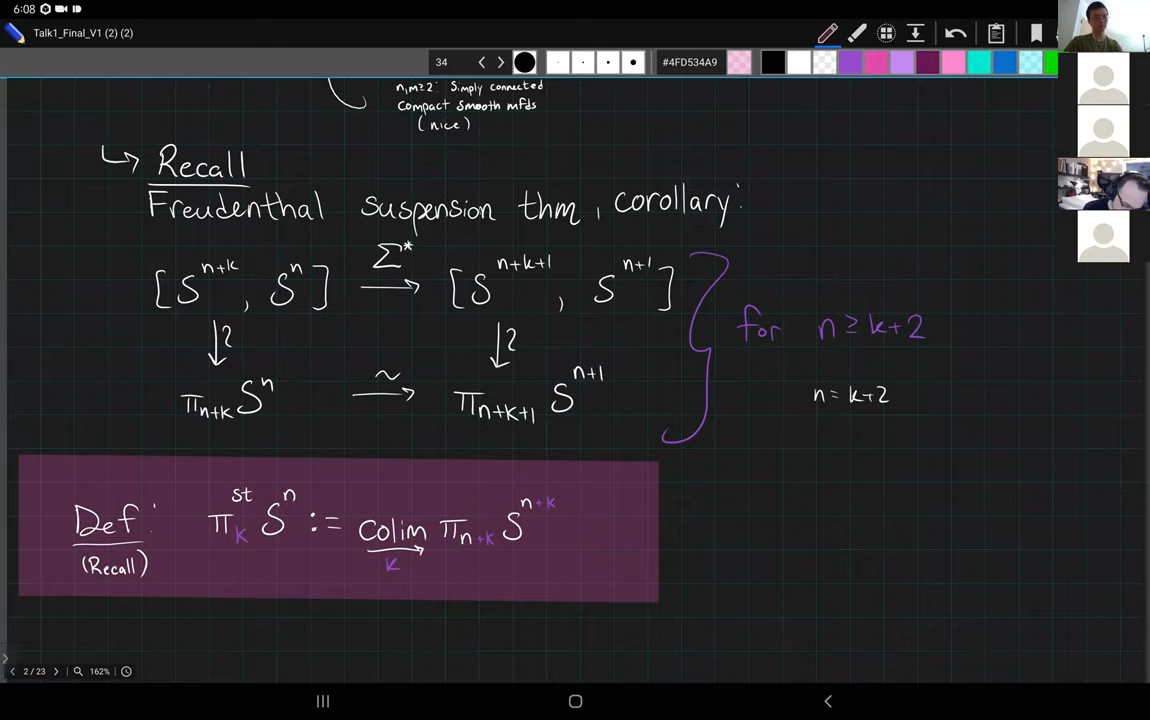 6:08
Talk1_Final_V1 (2) (2)
34
#4FD534A9
n,m≥2: Simply connected
compact smooth mfds
(nice)
↳ Recall
Freudenthal suspension thm, corollary:
[S^{n+k}, S^n] →^{Σ*} [S^{n+k+1}, S^{n+1}]
↓ ≀ ↓ ≀
for n ≥ k+2
π_{n+k} S^n →^{~} π_{n+k+1} S^{n+1}
n = k+2
Def: π_k^{st} S^n := colim_{k} π_{n+k} S^{n+k}
(Recall)
2 / 23
162%